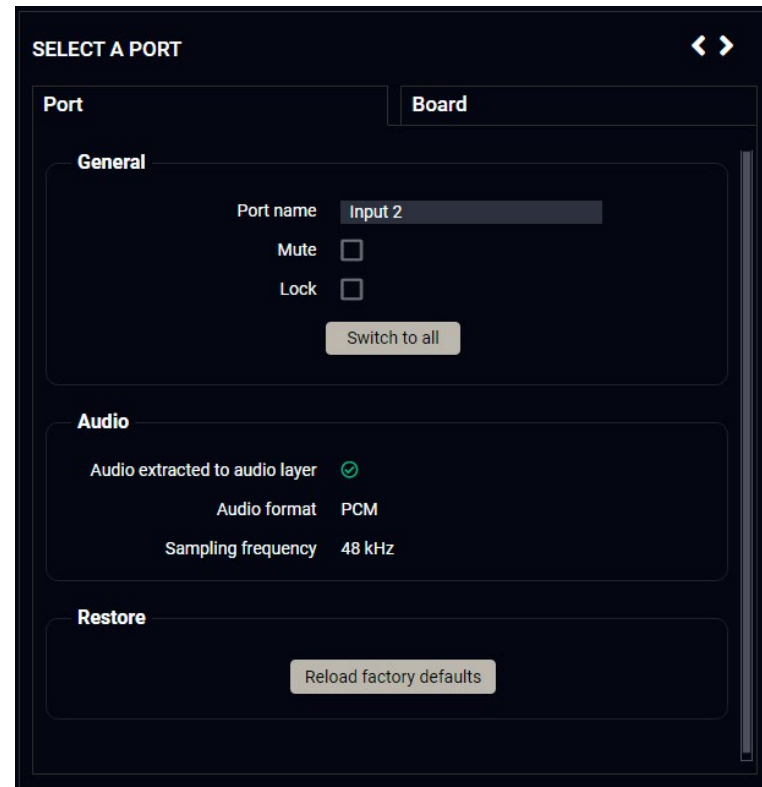 SELECT A PORT
Port
Board
General
Port name Input 2
Mute
Lock
Switch to all
Audio
Audio extracted to audio layer
Audio format PCM
Sampling frequency 48 kHz
Restore
Reload factory defaults